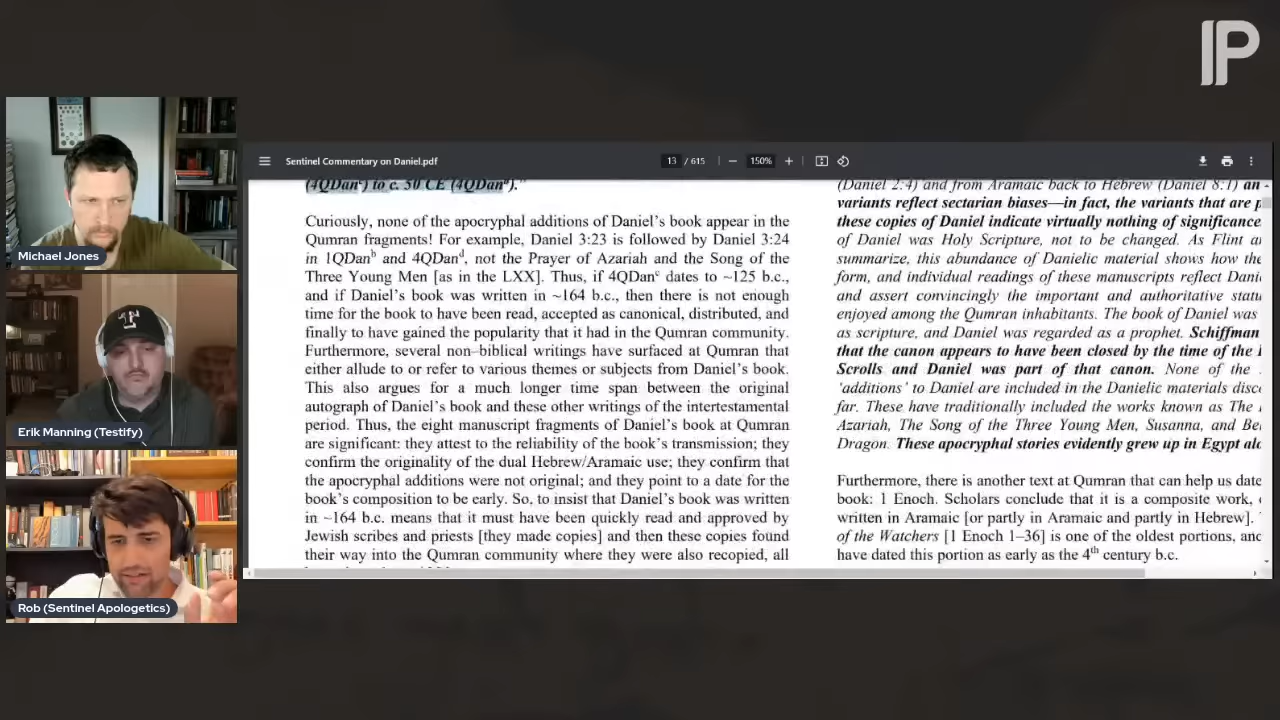 IP
Michael Jones
Erik Manning (Testify)
Rob (Sentinel Apologetics)
Sentinel Commentary on Daniel.pdf
13 / 615
150%
(4QDanᶜ) to c. 50 CE (4QDanᵇ)."
Curiously, none of the apocryphal additions of Daniel's book appear in the
Qumran fragments! For example, Daniel 3:23 is followed by Daniel 3:24
in 1QDanᵇ and 4QDanᵈ, not the Prayer of Azariah and the Song of the
Three Young Men [as in the LXX]. Thus, if 4QDanᶜ dates to ~125 b.c.,
and if Daniel's book was written in ~164 b.c., then there is not enough
time for the book to have been read, accepted as canonical, distributed, and
finally to have gained the popularity that it had in the Qumran community.
Furthermore, several non–biblical writings have surfaced at Qumran that
either allude to or refer to various themes or subjects from Daniel's book.
This also argues for a much longer time span between the original
autograph of Daniel's book and these other writings of the intertestamental
period. Thus, the eight manuscript fragments of Daniel's book at Qumran
are significant: they attest to the reliability of the book's transmission; they
confirm the originality of the dual Hebrew/Aramaic use; they confirm that
the apocryphal additions were not original; and they point to a date for the
book's composition to be early. So, to insist that Daniel's book was written
in ~164 b.c. means that it must have been quickly read and approved by
Jewish scribes and priests [they made copies] and then these copies found
their way into the Qumran community where they were also recopied, all
(Daniel 2:4) and from Aramaic back to Hebrew (Daniel 8:1) an
variants reflect sectarian biases—in fact, the variants that are p
these copies of Daniel indicate virtually nothing of significance
of Daniel was Holy Scripture, not to be changed. As Flint a
summarize, this abundance of Danielic material shows how the
form, and individual readings of these manuscripts reflect Dani
and assert convincingly the important and authoritative statu
enjoyed among the Qumran inhabitants. The book of Daniel was
as scripture, and Daniel was regarded as a prophet. Schiffman
that the canon appears to have been closed by the time of the
Scrolls and Daniel was part of that canon. None of the
'additions' to Daniel are included in the Danielic materials disc
far. These have traditionally included the works known as The
Azariah, The Song of the Three Young Men, Susanna, and Be
Dragon. These apocryphal stories evidently grew up in Egypt al
Furthermore, there is another text at Qumran that can help us date
book: 1 Enoch. Scholars conclude that it is a composite work,
written in Aramaic [or partly in Aramaic and partly in Hebrew].
of the Watchers [1 Enoch 1–36] is one of the oldest portions, and
have dated this portion as early as the 4ᵗʰ century b.c.